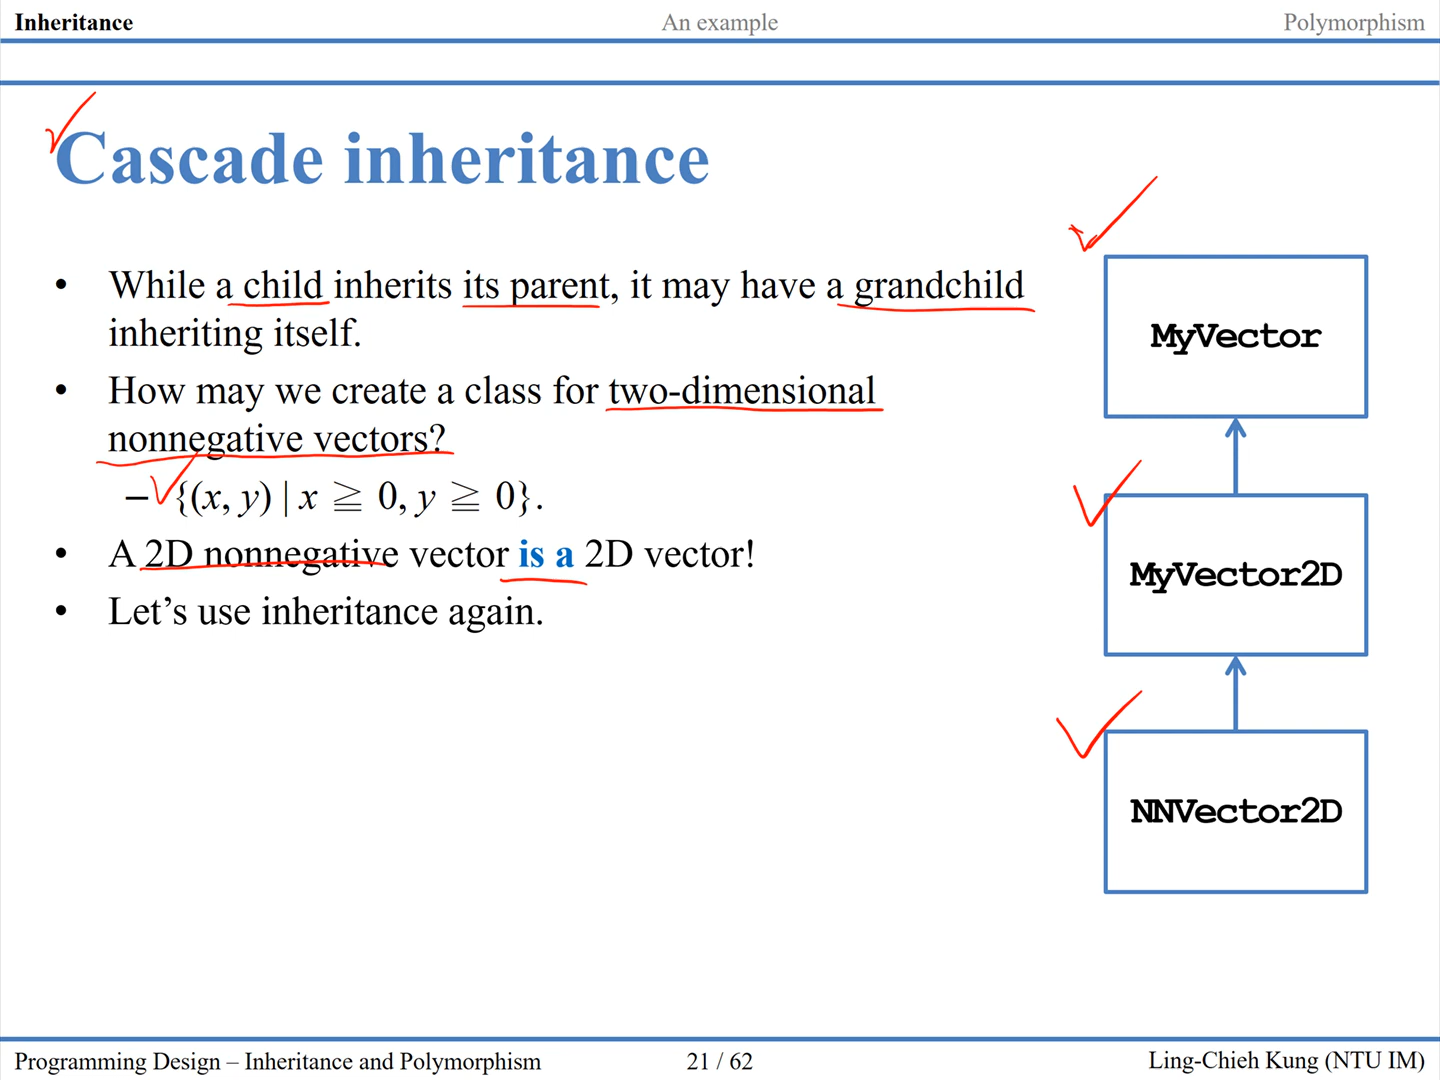 Inheritance An example Polymorphism
Cascade inheritance
• While a child inherits its parent, it may have a grandchild
inheriting itself.
• How may we create a class for two-dimensional
nonnegative vectors?
– {(x, y) | x ≧ 0, y ≧ 0}.
• A 2D nonnegative vector is a 2D vector!
• Let’s use inheritance again.
MyVector
MyVector2D
NNVector2D
Programming Design – Inheritance and Polymorphism 21 / 62 Ling-Chieh Kung (NTU IM)